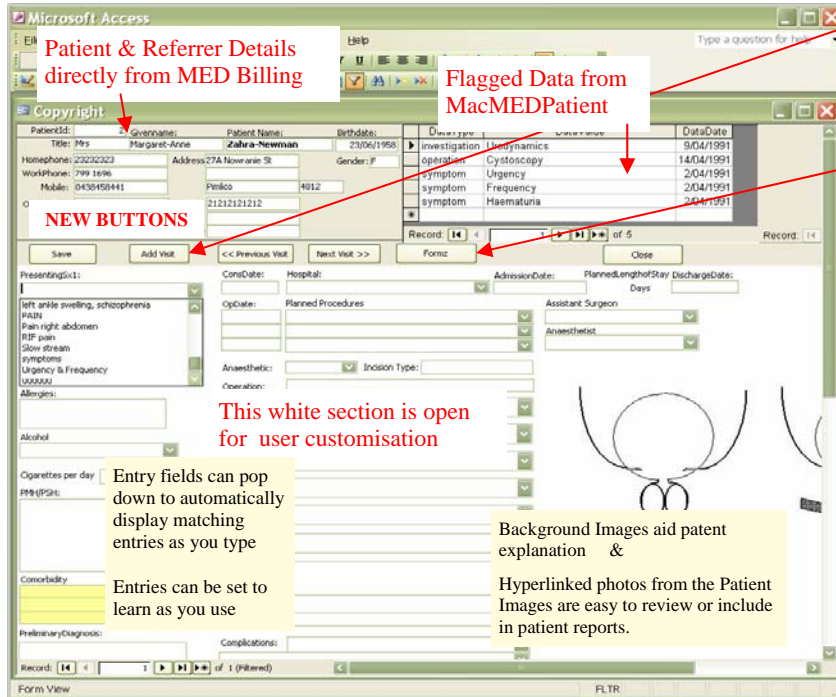 Microsoft Access
Help
Type a question for help
Patient & Referrer Details
directly from MED Billing
Flagged Data from
MacMEDPatient
Copyright
PatientId: 2 Givenname: Patient Name: Birthdate:
Title: Mrs Margaret-Anne Zahra-Newman 23/06/1958
Homephone: 23232323 Address 27A Nowranie St Gender: F
WorkPhone: 799 1696
Mobile: 0438458441 Pimlico 4812
21212121212
DataType DataValue DataDate
investigation Urodynamics 9/04/1991
operation Cystoscopy 14/04/1991
symptom Urgency 2/04/1991
symptom Frequency 2/04/1991
symptom Haematuria 2/04/1991
Record: 1 of 5
Record:
NEW BUTTONS
Save Add Visit << Previous Visit Next Visit >> Formz Close
PresentingSx1: ConsDate: Hospital: AdmissionDate: PlannedLengthofStay DischargeDate:
Days
left ankle swelling, schizophrenia
PAIN
Pain right abdomen
RIF pain
Slow stream
symptoms
Urgency & Frequency
uuuuuu
OpDate: Planned Procedures Assistant Surgeon
Anaesthetist
Anaesthetic: Incision Type:
Operation:
Allergies:
This white section is open
for user customisation
Alcohol
Cigarettes per day
PMH/PSH:
Entry fields can pop
down to automatically
display matching
entries as you type
Entries can be set to
learn as you use
Background Images aid patent
explanation &
Hyperlinked photos from the Patient
Images are easy to review or include
in patient reports.
Comorbidity
PreliminaryDiagnosis:
Complications:
Record: 1 of 1 (Filtered)
Form View FLTR